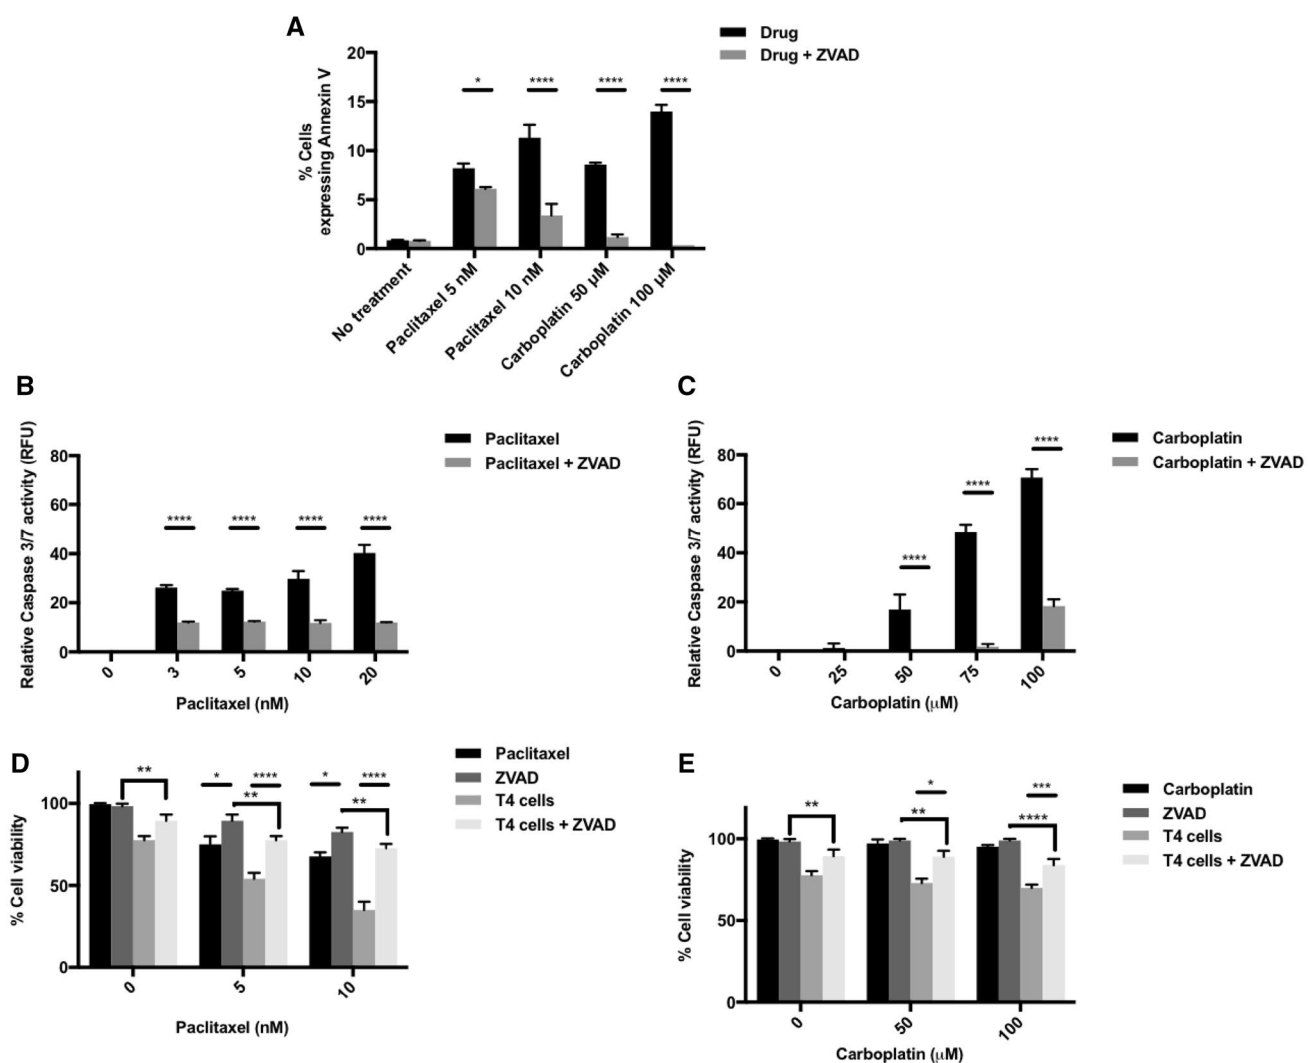 A
Drug
Drug + ZVAD
% Cells
expressing Annexin V
20
15
10
5
0
* **** **** ****
No treatment
Paclitaxel 5 nM
Paclitaxel 10 nM
Carboplatin 50 µM
Carboplatin 100 µM
B
Paclitaxel
Paclitaxel + ZVAD
Relative Caspase 3/7 activity (RFU)
80
60
40
20
0
**** **** **** ****
0 3 5 10 20
Paclitaxel (nM)
C
Carboplatin
Carboplatin + ZVAD
Relative Caspase 3/7 activity (RFU)
80
60
40
20
0
**** **** ****
0 25 50 75 100
Carboplatin (µM)
D
Paclitaxel
ZVAD
T4 cells
T4 cells + ZVAD
% Cell viability
100
50
0
** * **** * ****
** **
0 5 10
Paclitaxel (nM)
E
Carboplatin
ZVAD
T4 cells
T4 cells + ZVAD
% Cell viability
100
50
0
* ***
** ** ****
0 50 100
Carboplatin (µM)